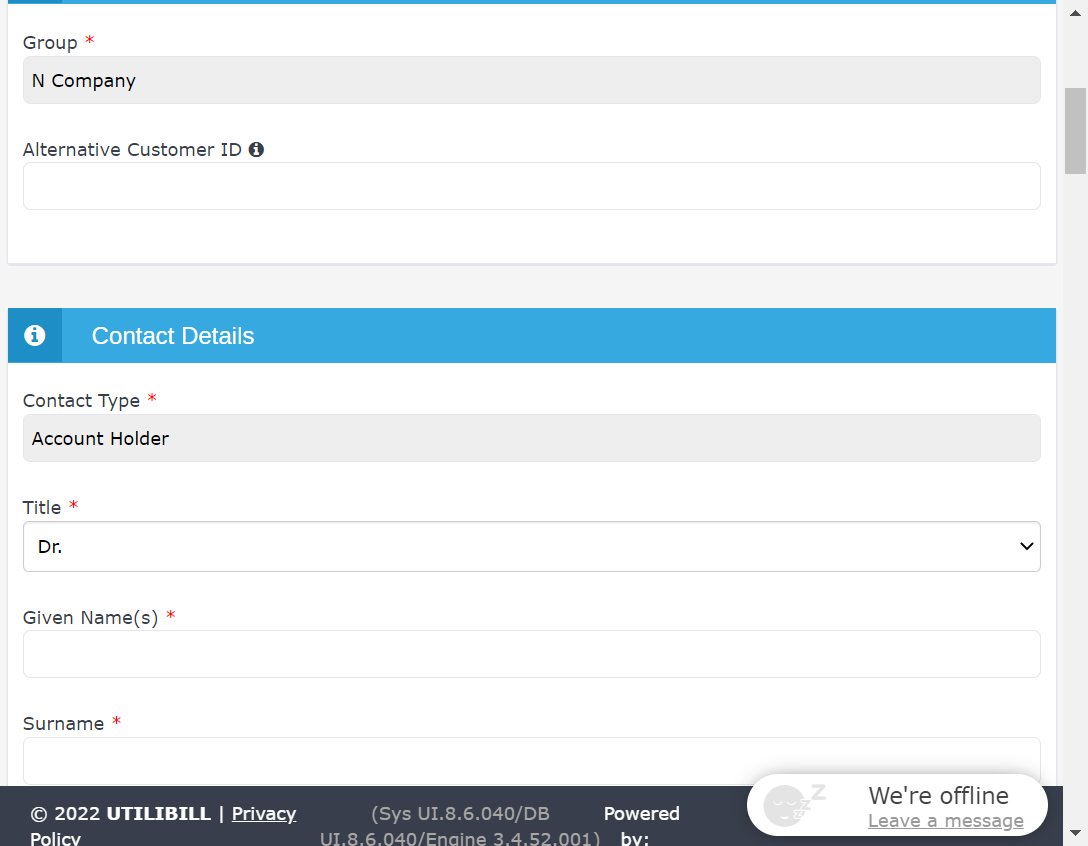 Group *
N Company
Alternative Customer ID
Contact Details
Contact Type *
Account Holder
Title *
Dr.
Given Name(s) *
Surname *
© 2022 UTILIBILL | Privacy Policy
(Sys UI.8.6.040/DB UI.8.6.040/Engine 3.4.52.001)
Powered by:
We're offline
Leave a message